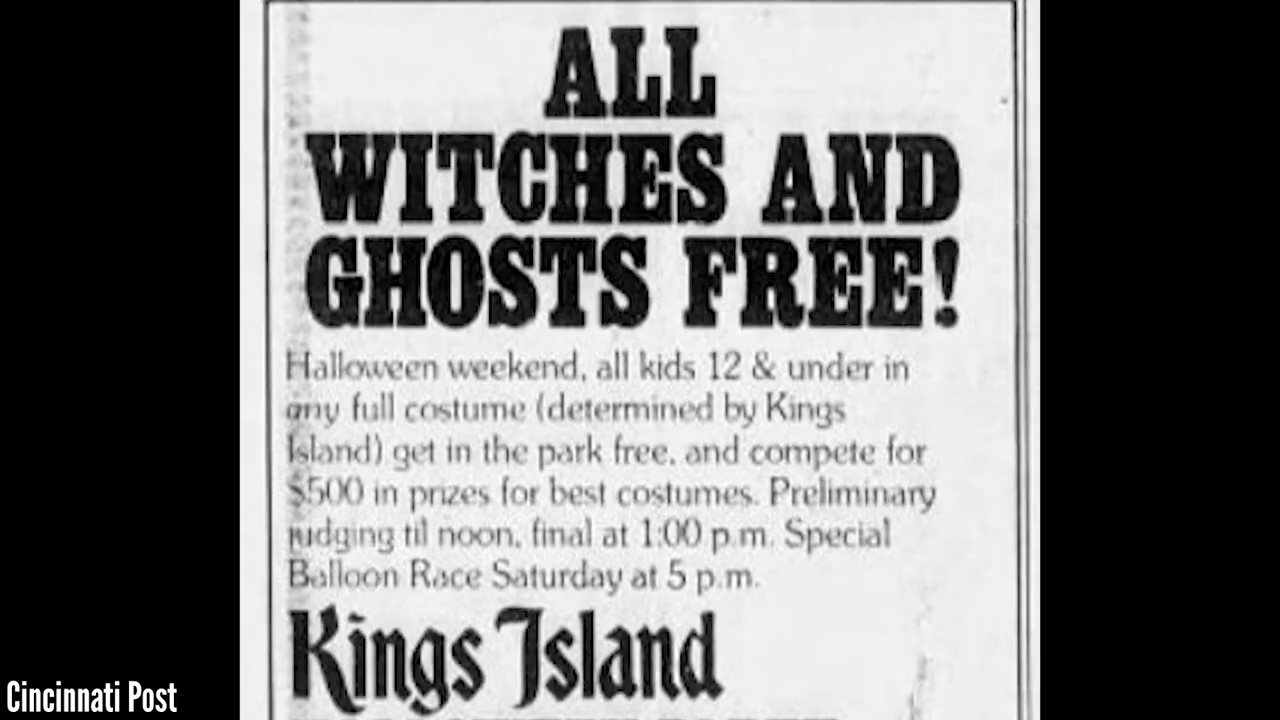 ALL
WITCHES AND
GHOSTS FREE!
Halloween weekend, all kids 12 & under in
any full costume (determined by Kings
Island) get in the park free, and compete for
$500 in prizes for best costumes. Preliminary
judging til noon, final at 1:00 p.m. Special
Balloon Race Saturday at 5 p.m.
Kings Island
Cincinnati Post